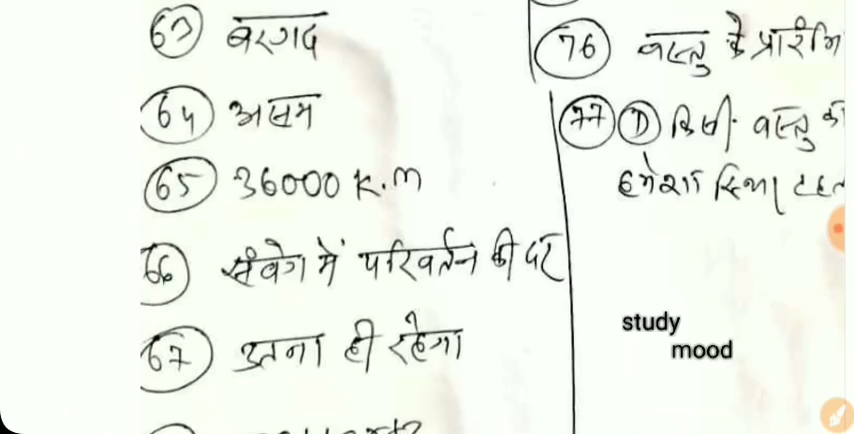 63 बरगद
64 असम
65 36000 K.m
66 संवेग में परिवर्तन की दर
67 उतना ही रहेगा
76 वस्तु के प्रारंभि
77 D किसी वस्तु
हमेशा
study
mood